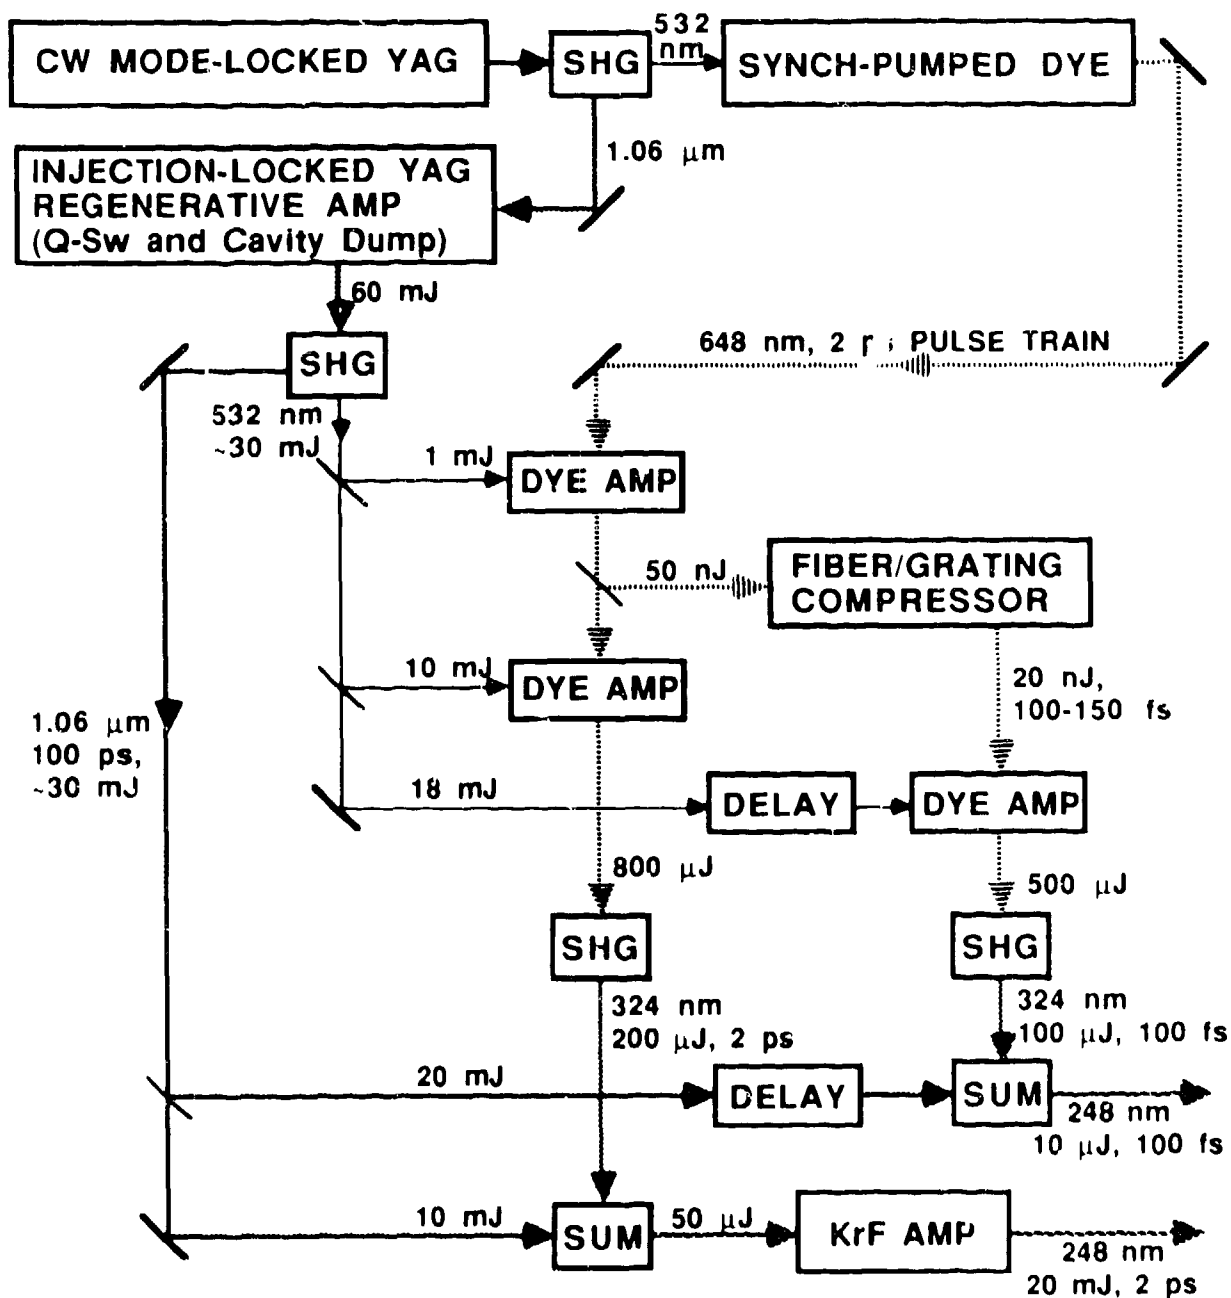 CW MODE-LOCKED YAG
SHG
532
nm
SYNCH-PUMPED DYE
1.06 μm
INJECTION-LOCKED YAG
REGENERATIVE AMP
(Q-Sw and Cavity Dump)
60 mJ
SHG
648 nm, 2 PULSE TRAIN
532 nm
~30 mJ
1 mJ
DYE AMP
50 nJ
FIBER/GRATING
COMPRESSOR
10 mJ
DYE AMP
20 nJ,
100-150 fs
1.06 μm
100 ps,
~30 mJ
18 mJ
DELAY
DYE AMP
800 μJ
500 μJ
SHG
SHG
324 nm
200 μJ, 2 ps
324 nm
100 μJ, 100 fs
20 mJ
DELAY
SUM
248 nm
10 μJ, 100 fs
10 mJ
SUM
50 μJ
KrF AMP
248 nm
20 mJ, 2 ps